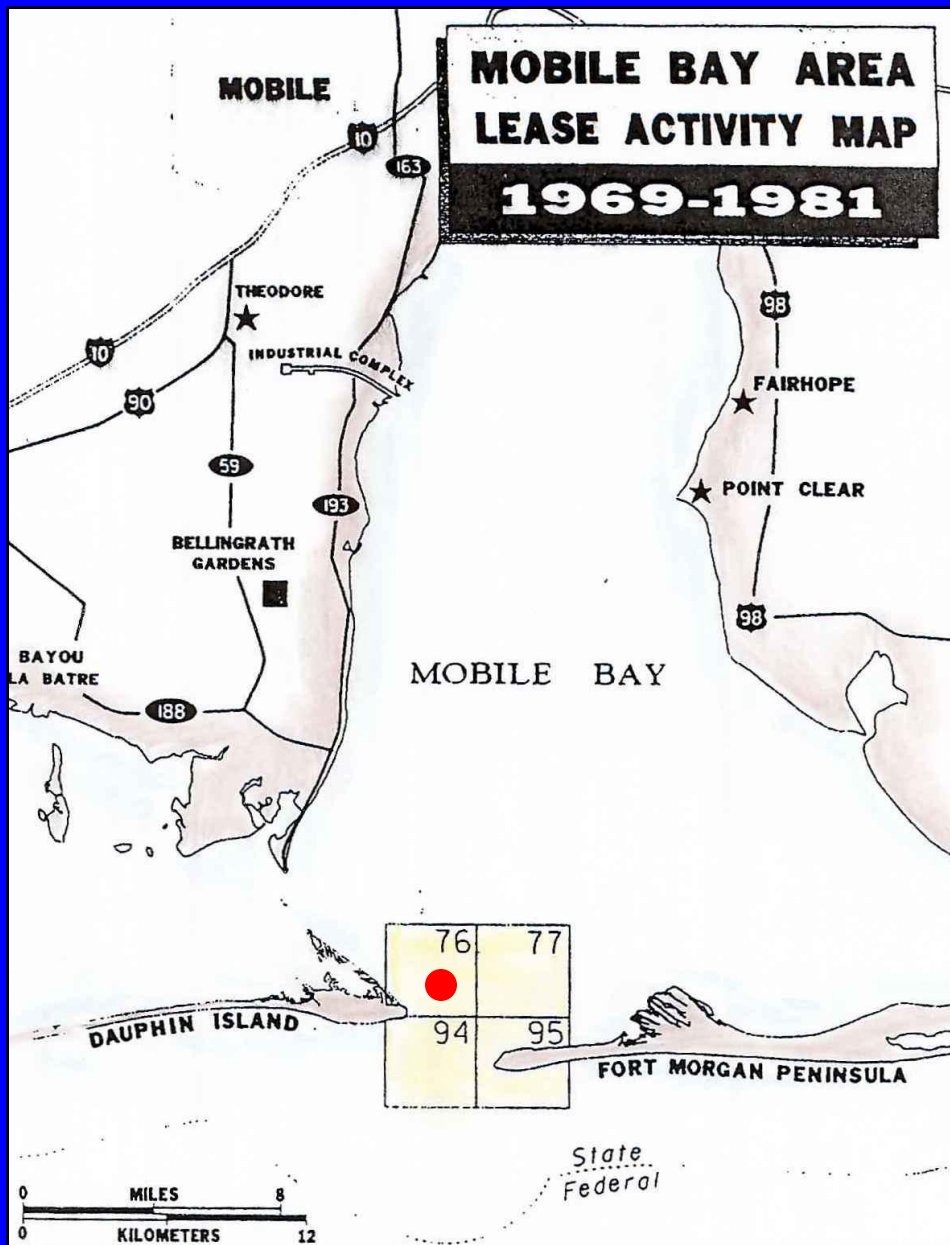 MOBILE BAY AREA
LEASE ACTIVITY MAP
1969-1981
MOBILE
10
163
THEODORE
10
INDUSTRIAL COMPLEX
90
98
FAIRHOPE
59
193
POINT CLEAR
BELLINGRATH
GARDENS
98
BAYOU
LA BATRE
MOBILE BAY
188
76
77
DAUPHIN ISLAND
94
95
FORT MORGAN PENINSULA
State
Federal
0 MILES 8
0 KILOMETERS 12